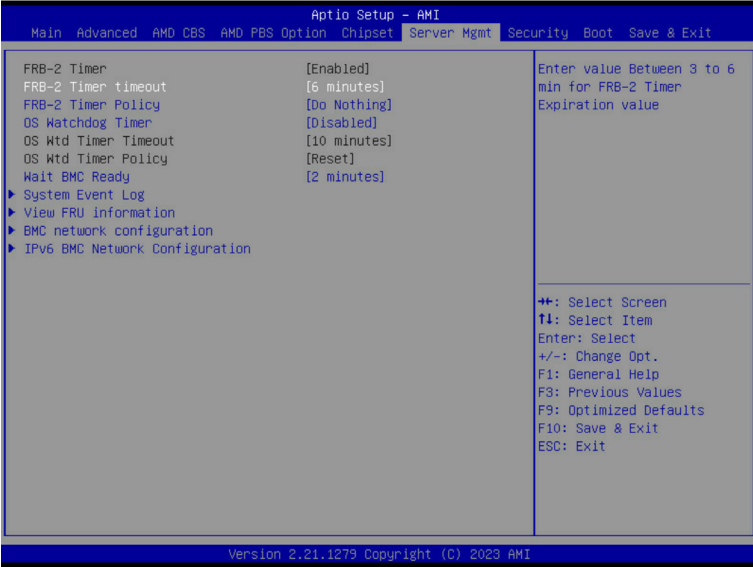 Aptio Setup – AMI
Main Advanced AMD CBS AMD PBS Option Chipset Server Mgmt Security Boot Save & Exit
FRB-2 Timer [Enabled]
FRB-2 Timer timeout [6 minutes]
FRB-2 Timer Policy [Do Nothing]
OS Watchdog Timer [Disabled]
OS Wtd Timer Timeout [10 minutes]
OS Wtd Timer Policy [Reset]
Wait BMC Ready [2 minutes]
System Event Log
View FRU information
BMC network configuration
IPv6 BMC Network Configuration
Enter value Between 3 to 6
min for FRB-2 Timer
Expiration value
→←: Select Screen
↑↓: Select Item
Enter: Select
+/-: Change Opt.
F1: General Help
F3: Previous Values
F9: Optimized Defaults
F10: Save & Exit
ESC: Exit
Version 2.21.1279 Copyright (C) 2023 AMI